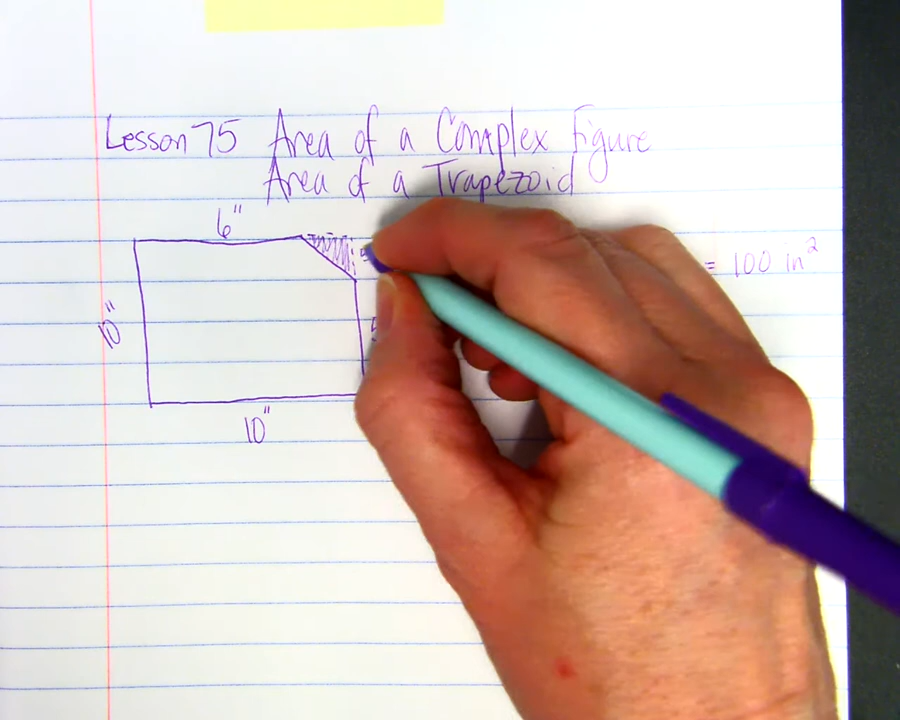 Lesson 75 Area of a Complex Figure
Area of a Trapezoid
6"
= 100 in²
10"
10"